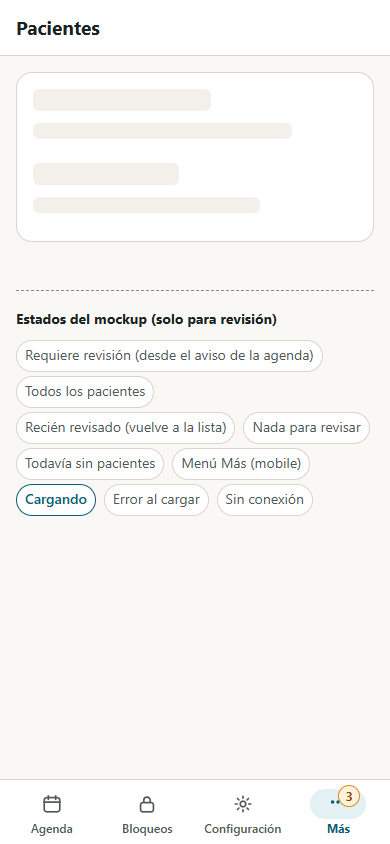 Pacientes
Estados del mockup (solo para revisión)
Requiere revisión (desde el aviso de la agenda)
Todos los pacientes
Recién revisado (vuelve a la lista) Nada para revisar
Todavía sin pacientes Menú Más (mobile)
Cargando Error al cargar Sin conexión
3
Agenda Bloqueos Configuración Más